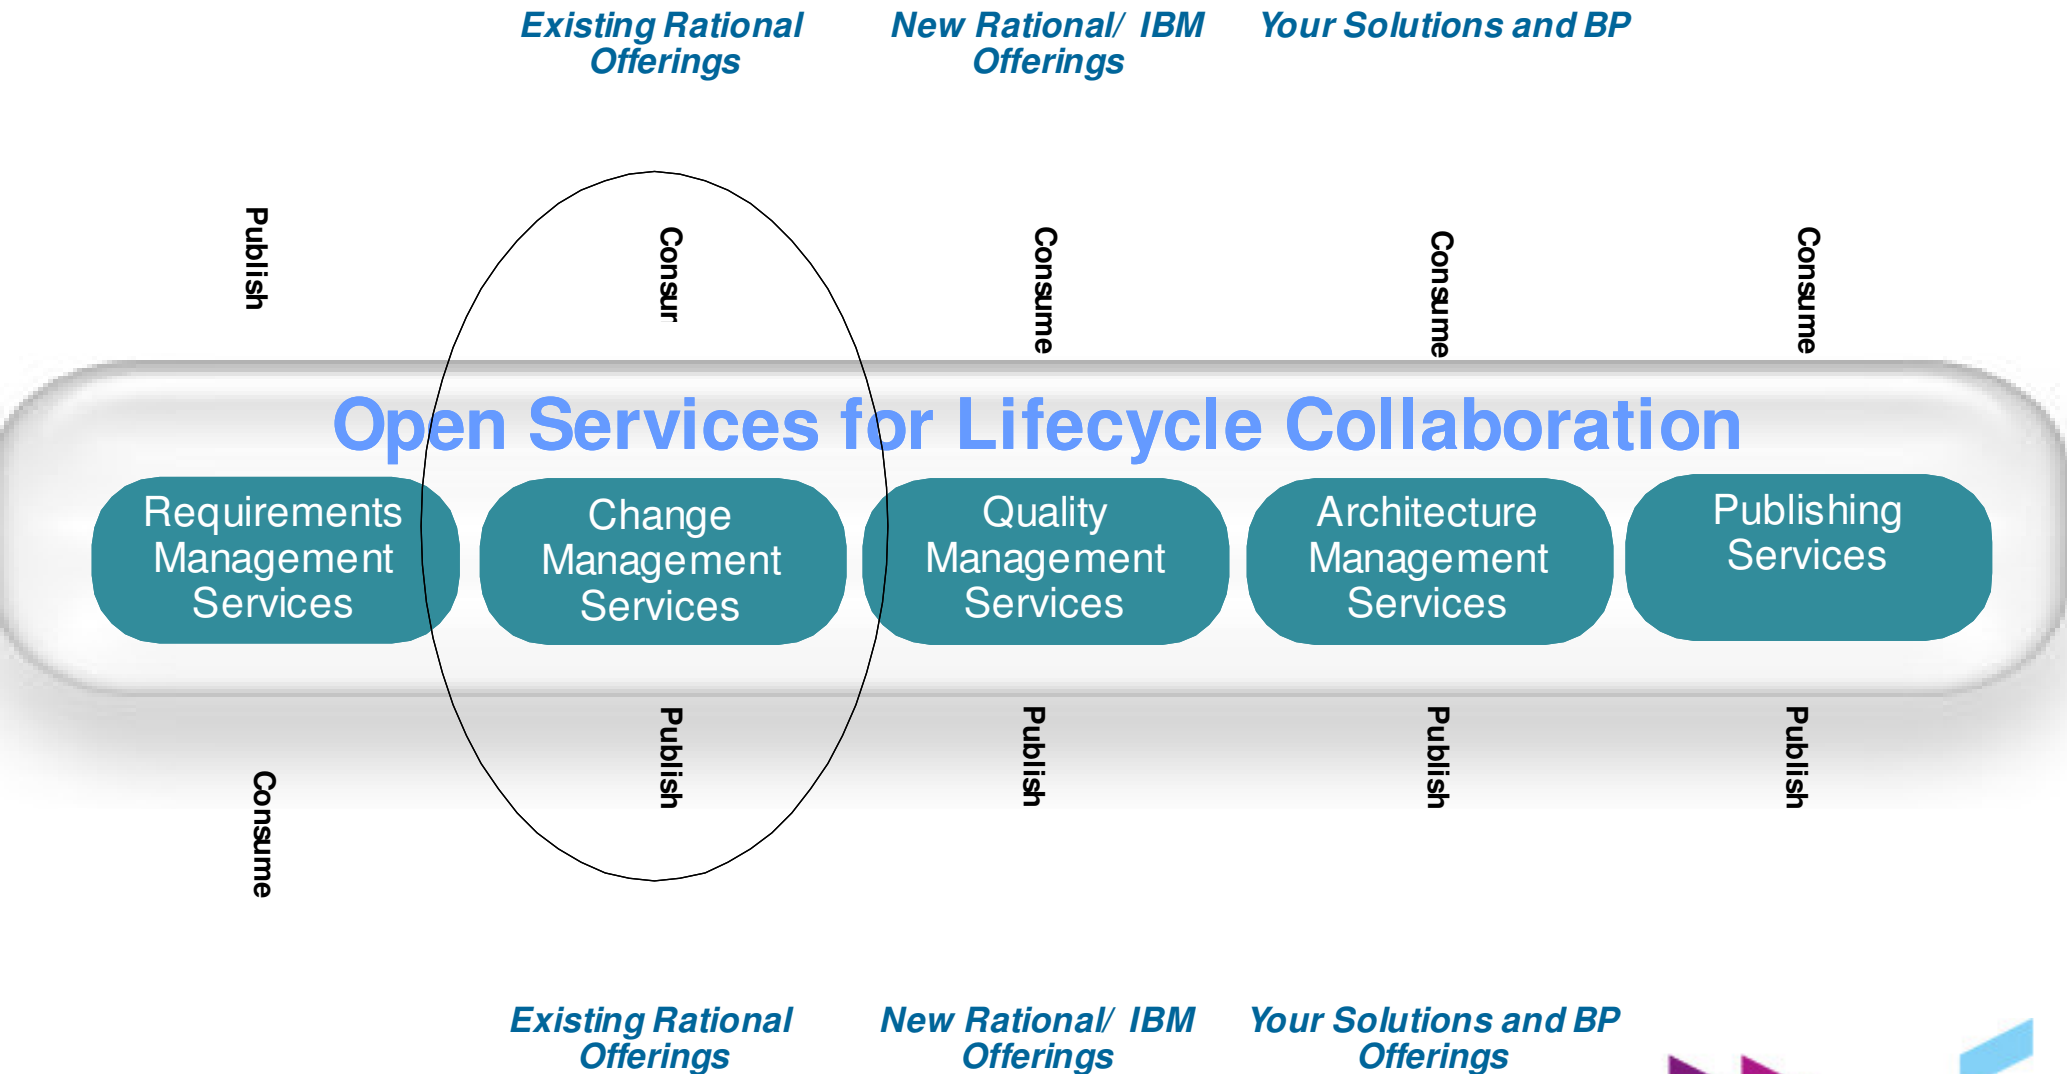 Existing Rational
Offerings
New Rational/ IBM
Offerings
Your Solutions and BP
Publish
Consur
Consume
Consume
Consume
Open Services for Lifecycle Collaboration
Requirements
Management
Services
Change
Management
Services
Quality
Management
Services
Architecture
Management
Services
Publishing
Services
Consume
Publish
Publish
Publish
Publish
Existing Rational
Offerings
New Rational/ IBM
Offerings
Your Solutions and BP
Offerings